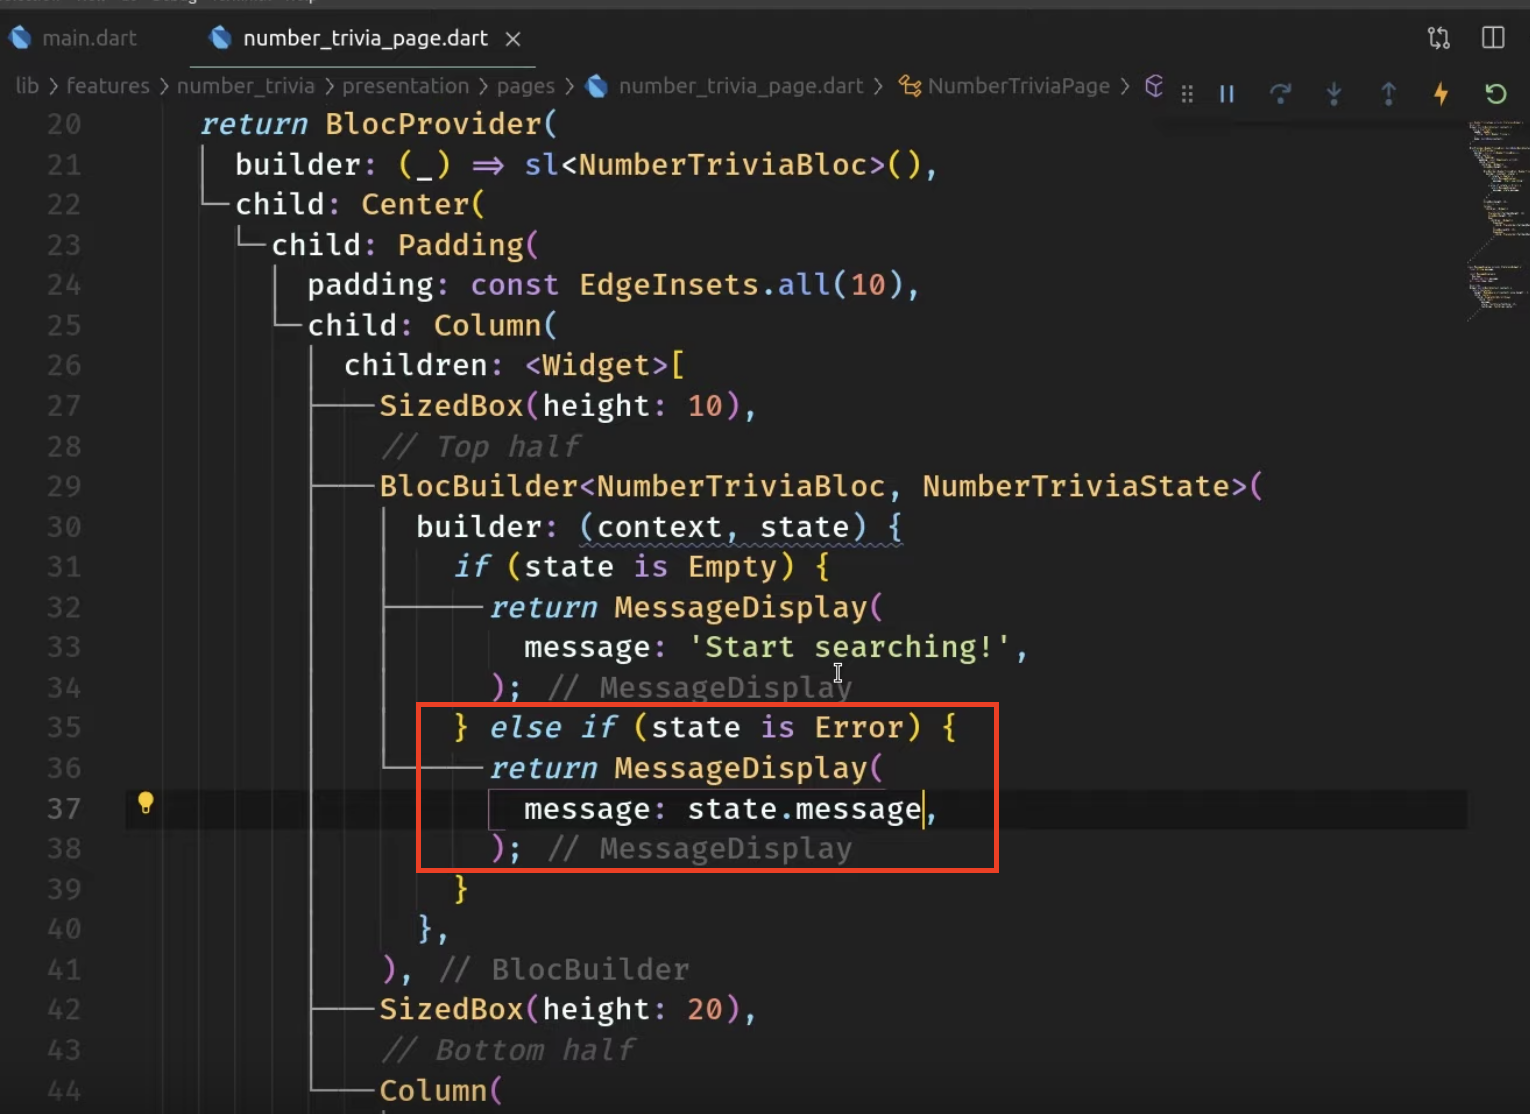 main.dart
number_trivia_page.dart
lib > features > number_trivia > presentation > pages > number_trivia_page.dart > NumberTriviaPage >
20 return BlocProvider(
21 builder: (_) => sl<NumberTriviaBloc>(),
22 child: Center(
23 child: Padding(
24 padding: const EdgeInsets.all(10),
25 child: Column(
26 children: <Widget>[
27 SizedBox(height: 10),
28 // Top half
29 BlocBuilder<NumberTriviaBloc, NumberTriviaState>(
30 builder: (context, state) {
31 if (state is Empty) {
32 return MessageDisplay(
33 message: 'Start searching!',
34 ); // MessageDisplay
35 } else if (state is Error) {
36 return MessageDisplay(
37 message: state.message,
38 ); // MessageDisplay
39 }
40 },
41 ), // BlocBuilder
42 SizedBox(height: 20),
43 // Bottom half
44 Column(